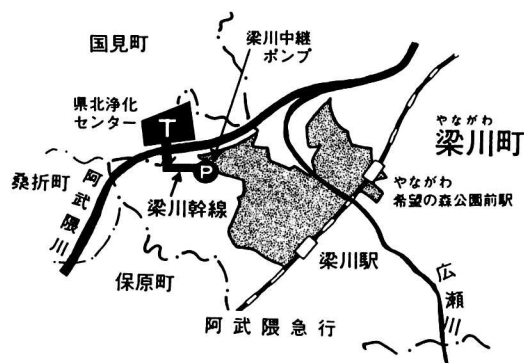 国見町
梁川中継
ポンプ
県北浄化
センター
T
P
やながわ
梁川町
やながわ
希望の森公園前駅
桑折町
阿武隈川
梁川幹線
保原町
梁川駅
阿武隈急行
広瀬川